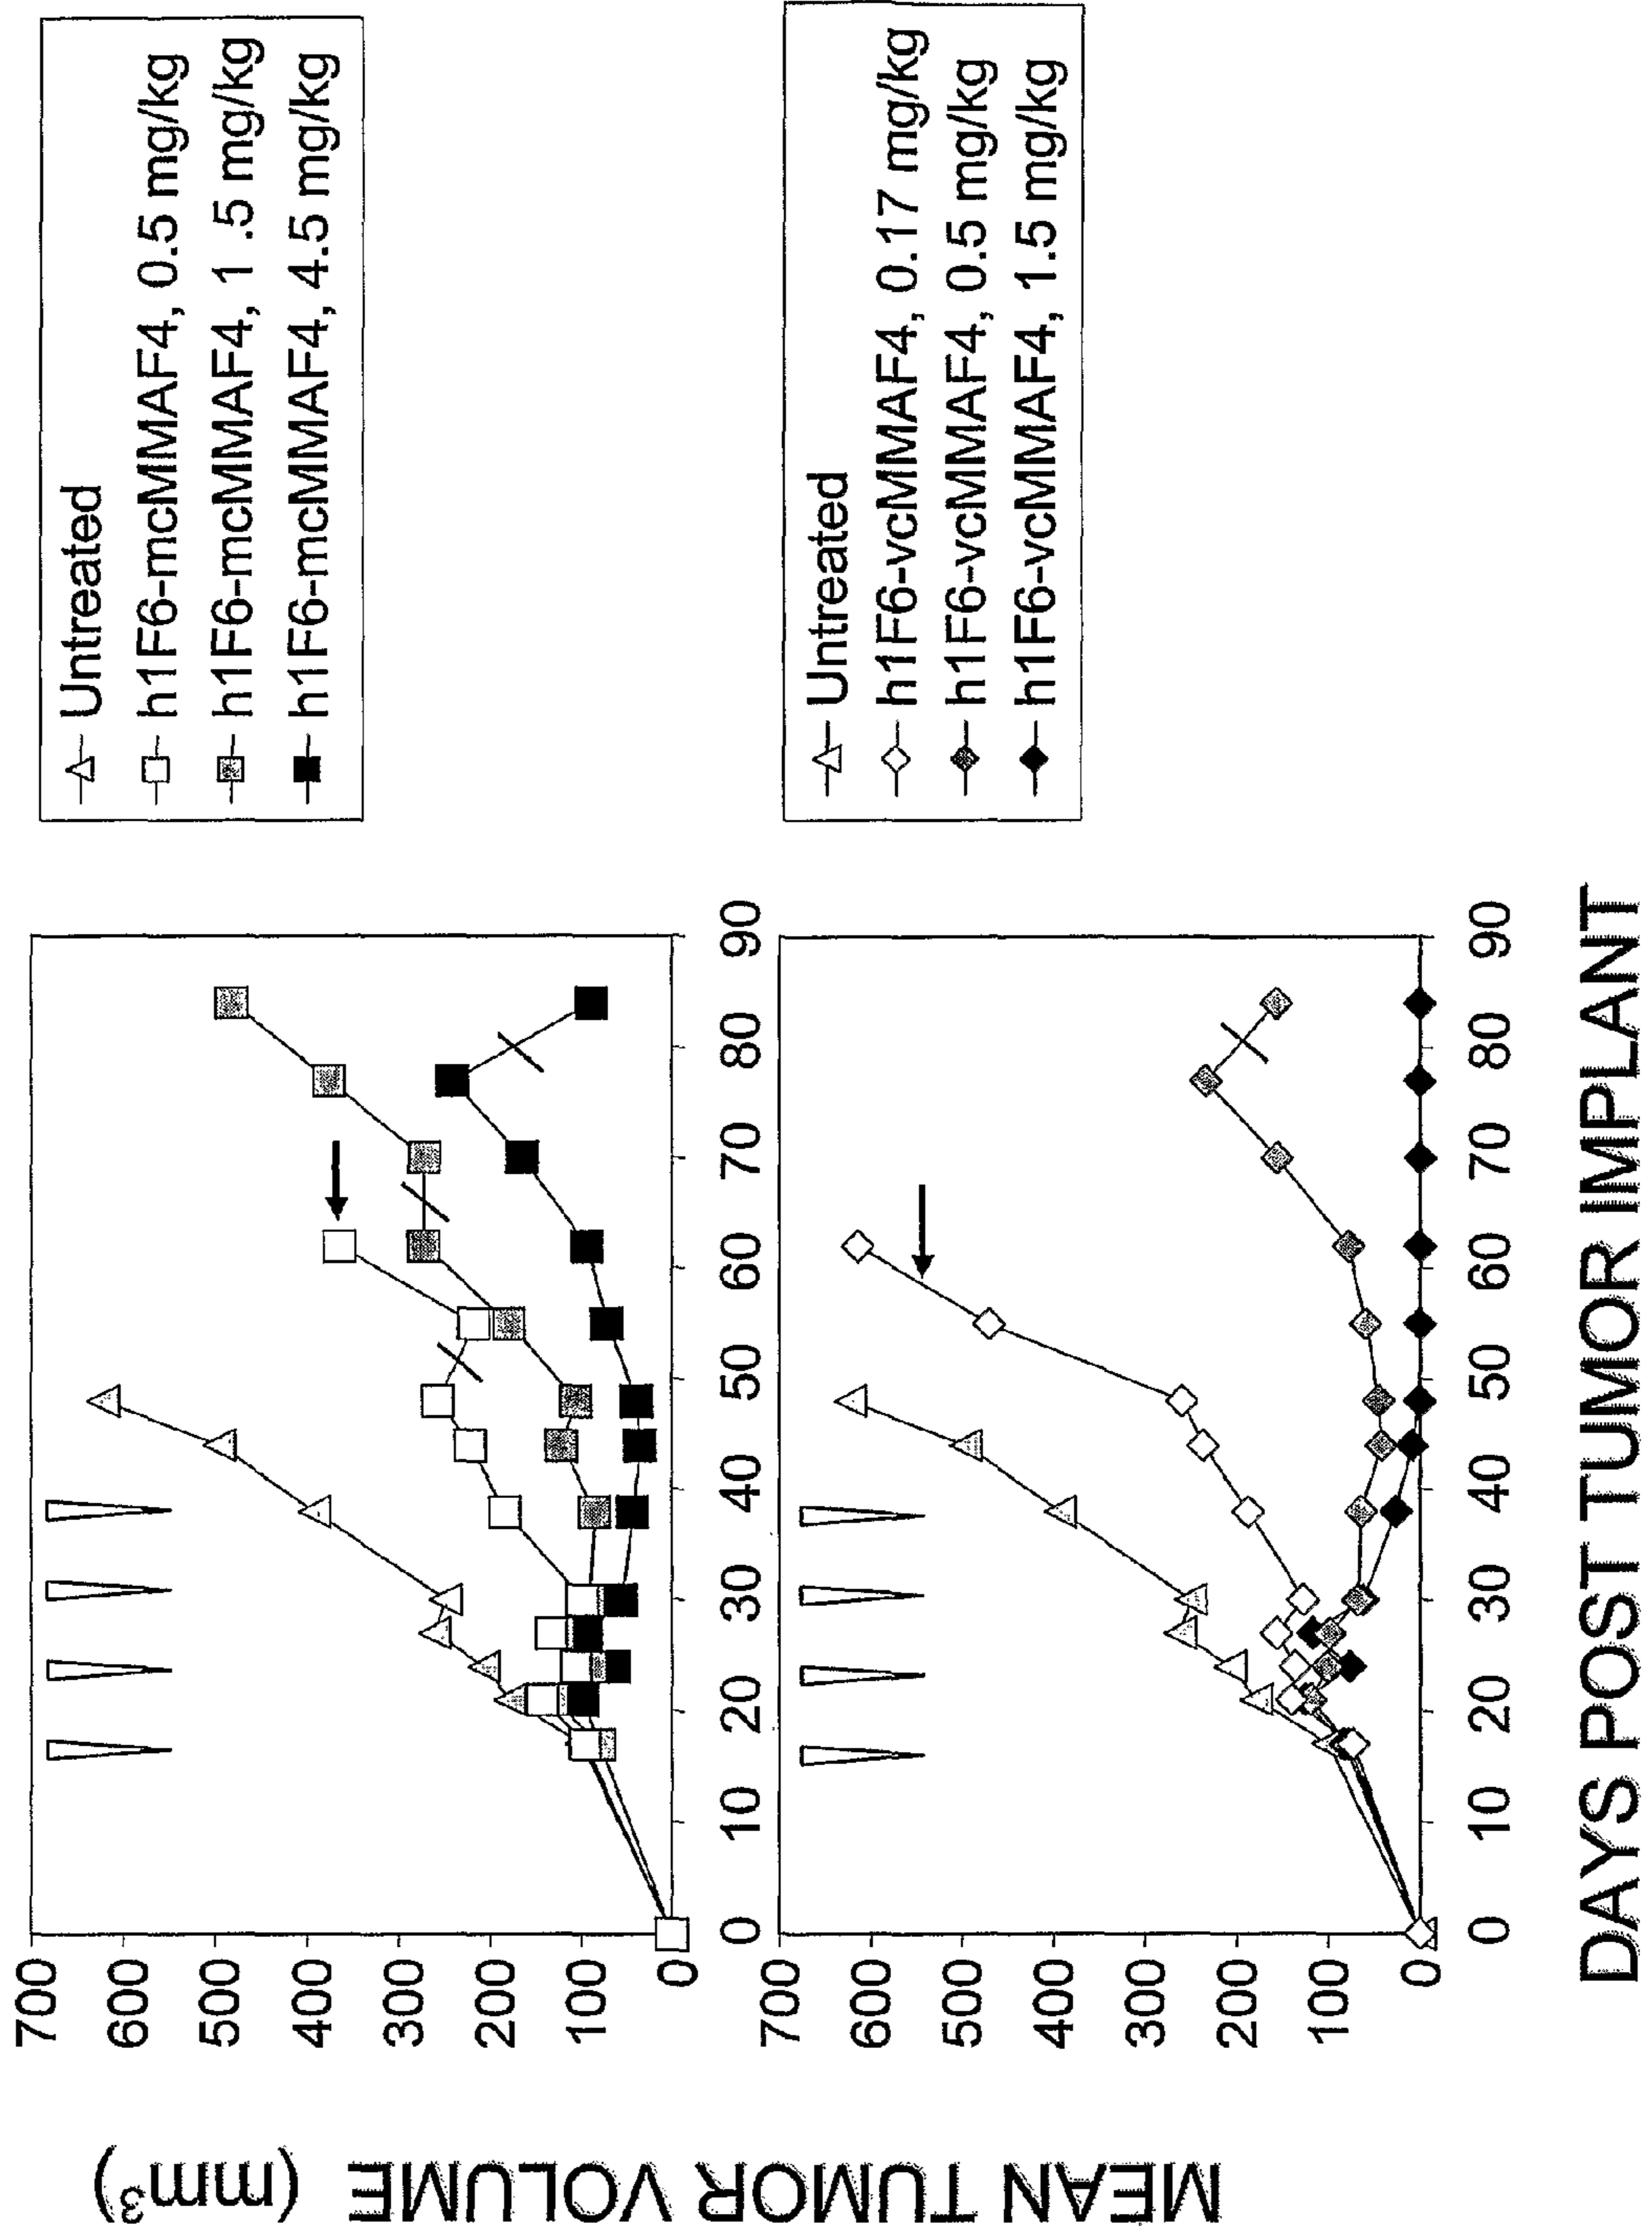 MEAN TUMOR VOLUME (mm³)
700
600
500
400
300
200
100
0
0 10 20 30 40 50 60 70 80 90
Untreated
h1F6-mcMMAF4, 0.5 mg/kg
h1F6-mcMMAF4, 1 .5 mg/kg
h1F6-mcMMAF4, 4.5 mg/kg
700
600
500
400
300
200
100
0
0 10 20 30 40 50 60 70 80 90
Untreated
h1F6-vcMMAF4, 0.17 mg/kg
h1F6-vcMMAF4, 0.5 mg/kg
h1F6-vcMMAF4, 1.5 mg/kg
DAYS POST TUMOR IMPLANT